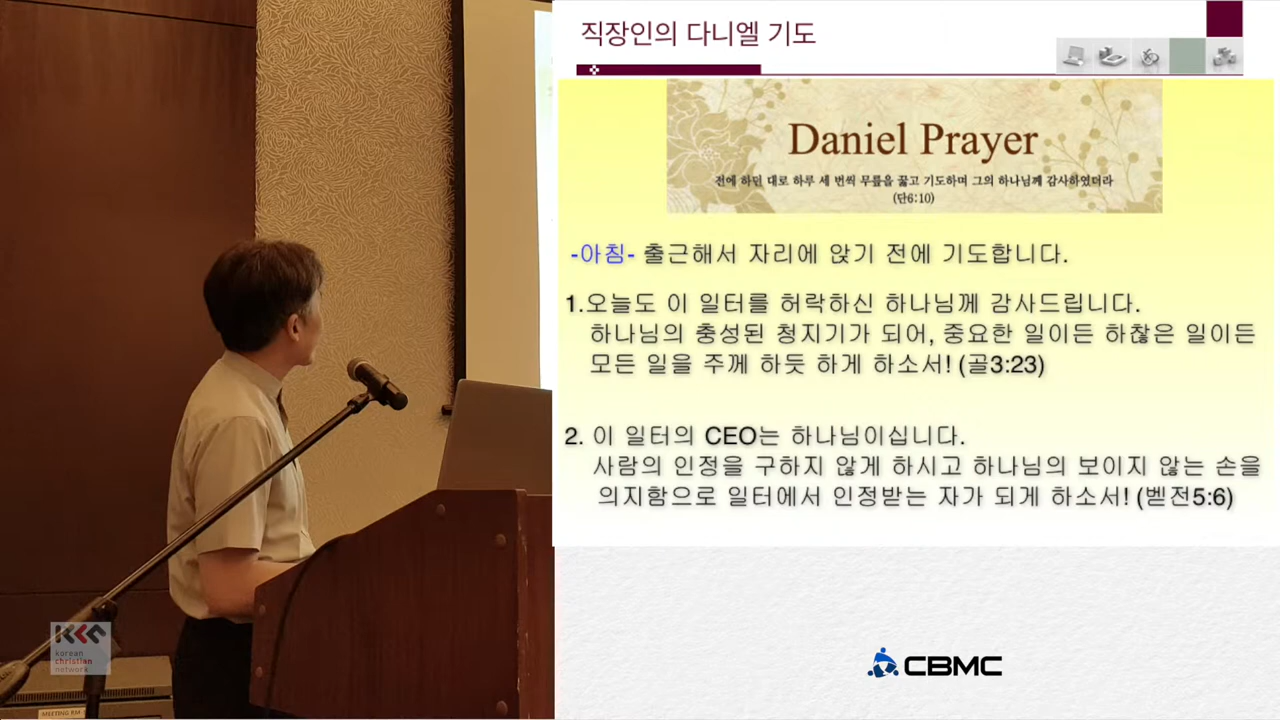 직장인의 다니엘 기도
Daniel Prayer
전에 하던 대로 하루 세 번씩 무릎을 꿇고 기도하며 그의 하나님께 감사하였더라
(단6:10)
-아침- 출근해서 자리에 앉기 전에 기도합니다.
1.오늘도 이 일터를 허락하신 하나님께 감사드립니다.
하나님의 충성된 청지기가 되어, 중요한 일이든 하찮은 일이든
모든 일을 주께 하듯 하게 하소서! (골3:23)
2. 이 일터의 CEO는 하나님이십니다.
사람의 인정을 구하지 않게 하시고 하나님의 보이지 않는 손을
의지함으로 일터에서 인정받는 자가 되게 하소서! (벧전5:6)
CBMC
KCN
korean
christian
network
MEETING RM